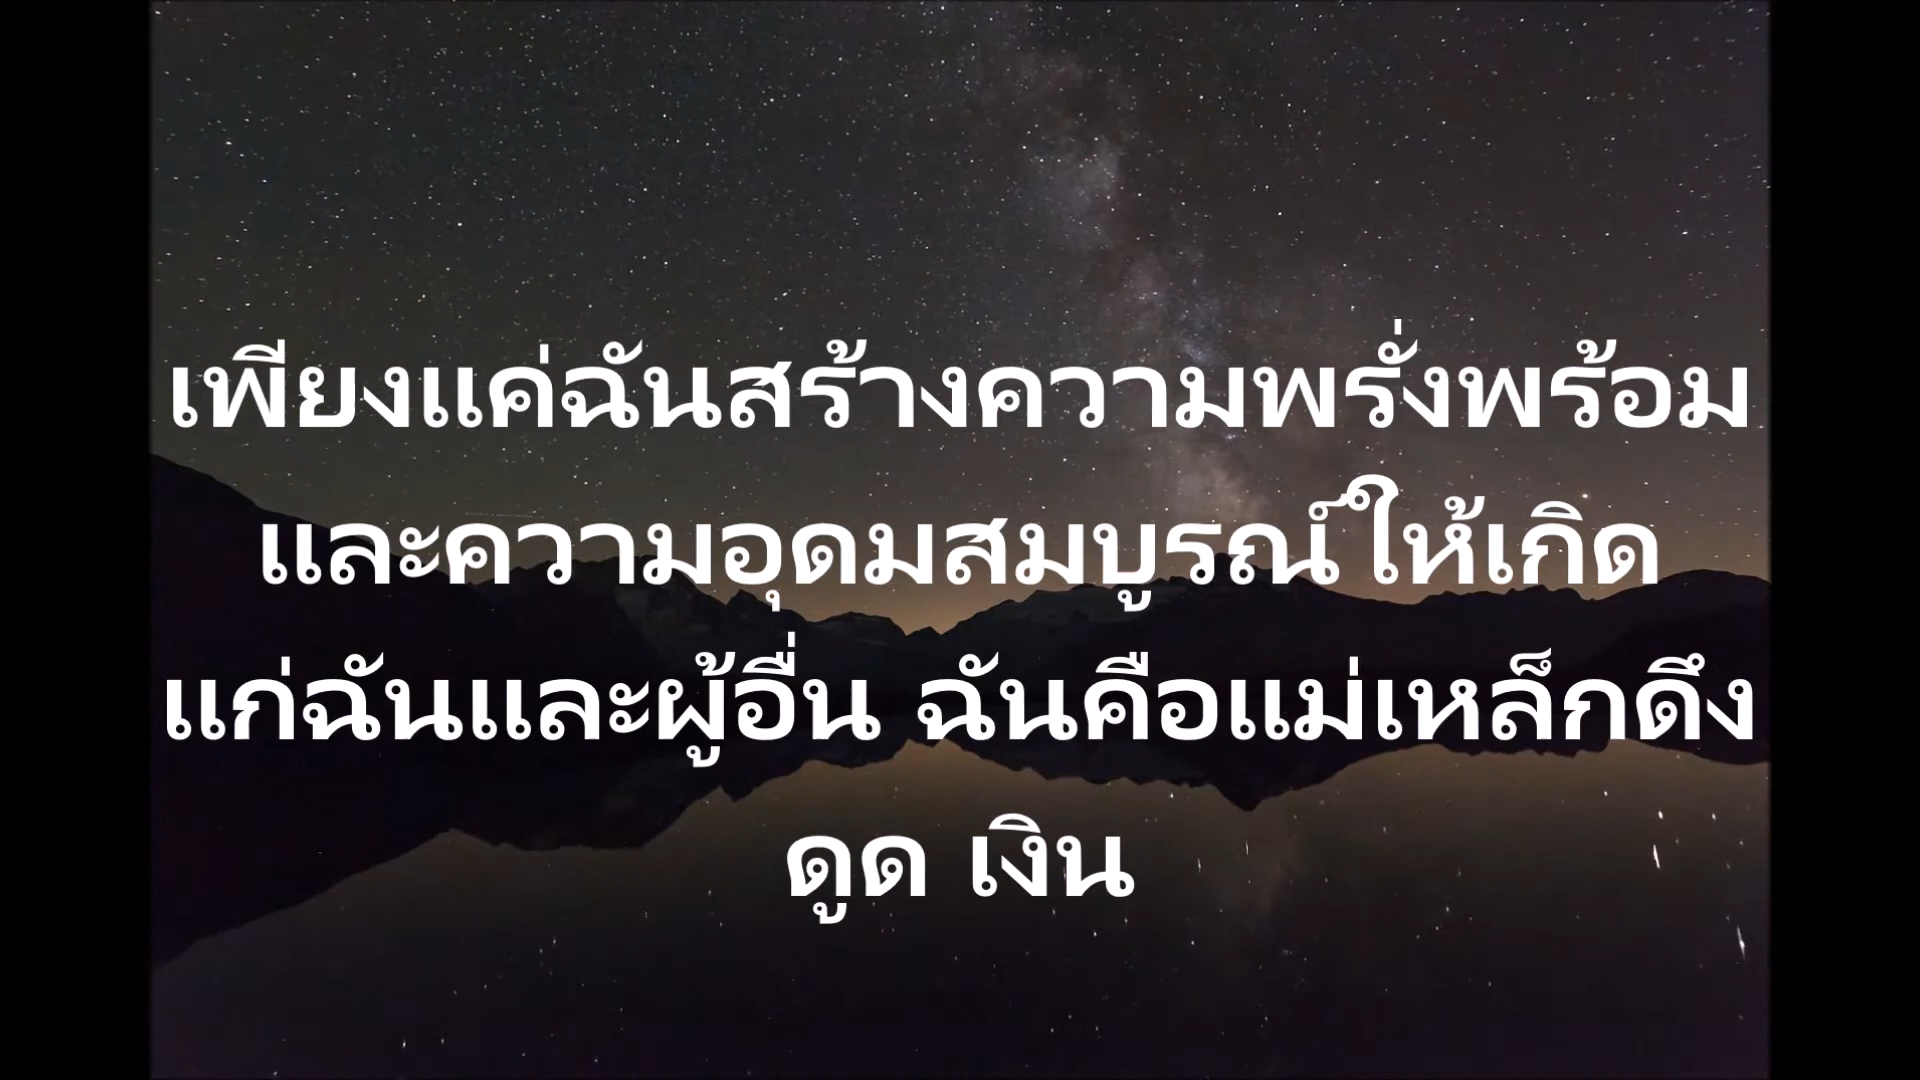 เพียงแค่ฉันสร้างความพรั่งพร้อม
และความอุดมสมบูรณ์ ให้เกิด
แก่ฉันและผู้อื่น ฉันคือแม่เหล็กดึง
ดูด เงิน